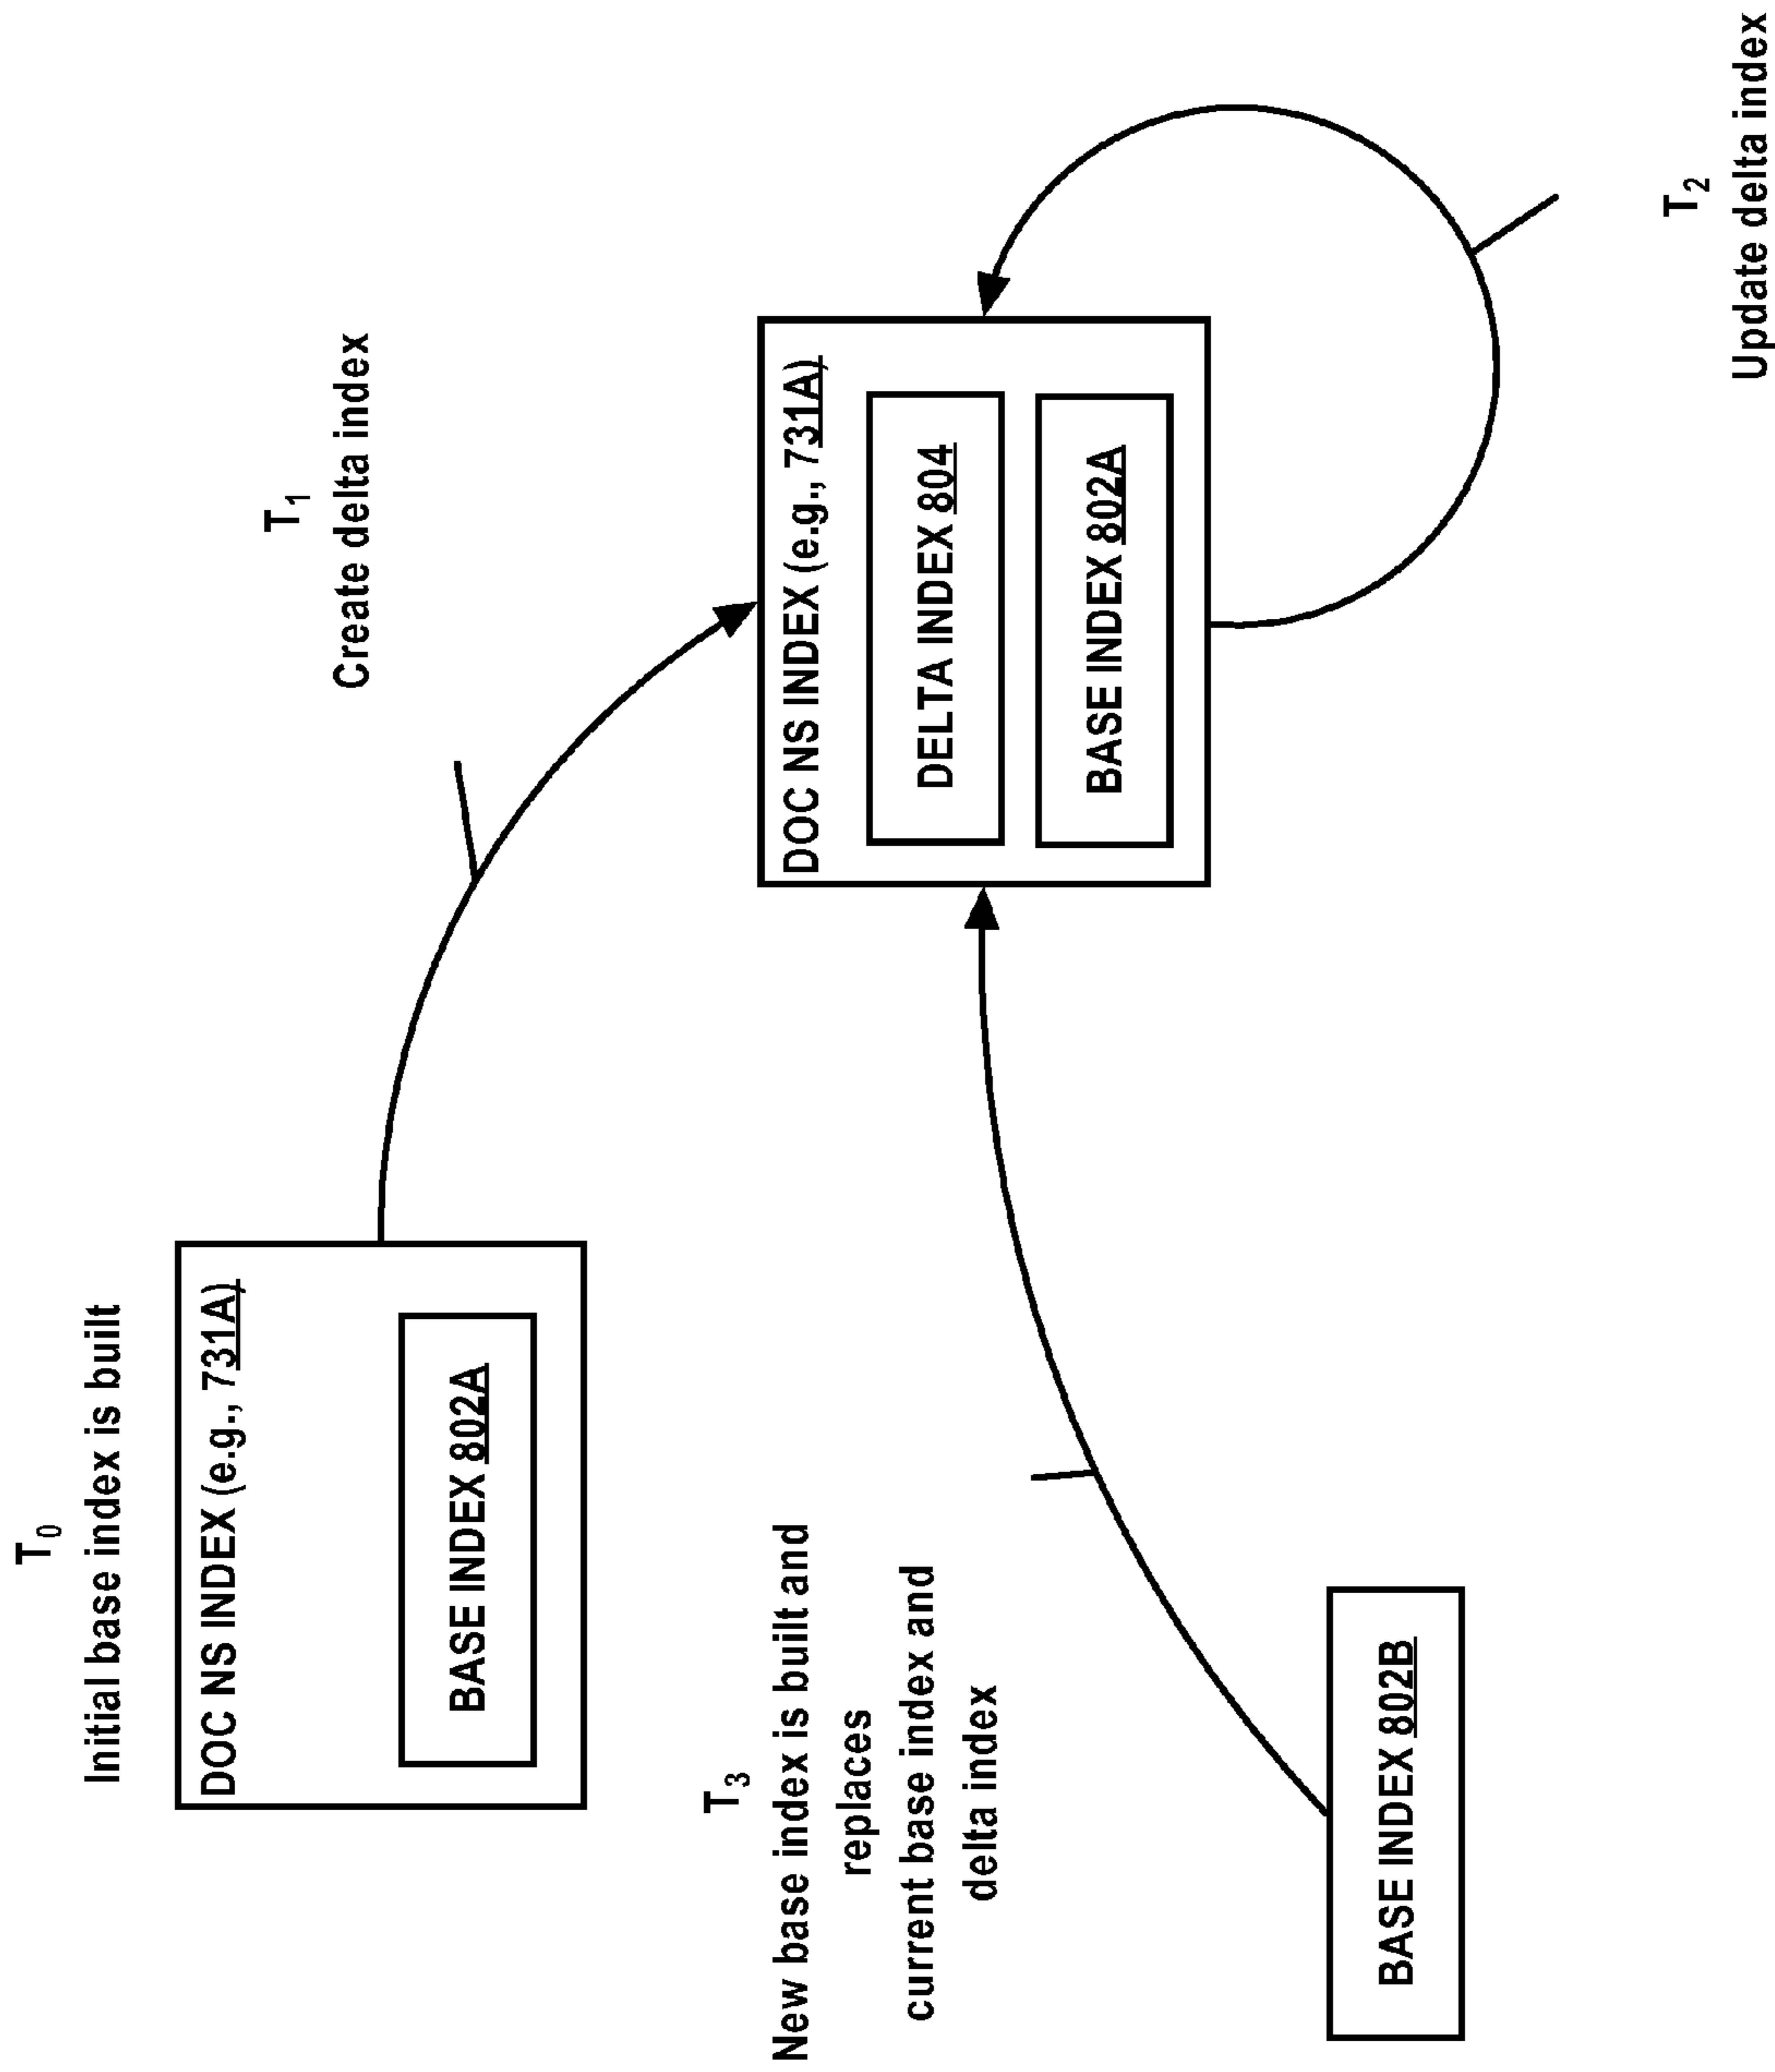 T0
Initial base index is built
DOC NS INDEX (e.g., 731A)
BASE INDEX 802A
T1
Create delta index
DOC NS INDEX (e.g., 731A)
DELTA INDEX 804
BASE INDEX 802A
T2
Update delta index
T3
New base index is built and
replaces
current base index and
delta index
BASE INDEX 802B